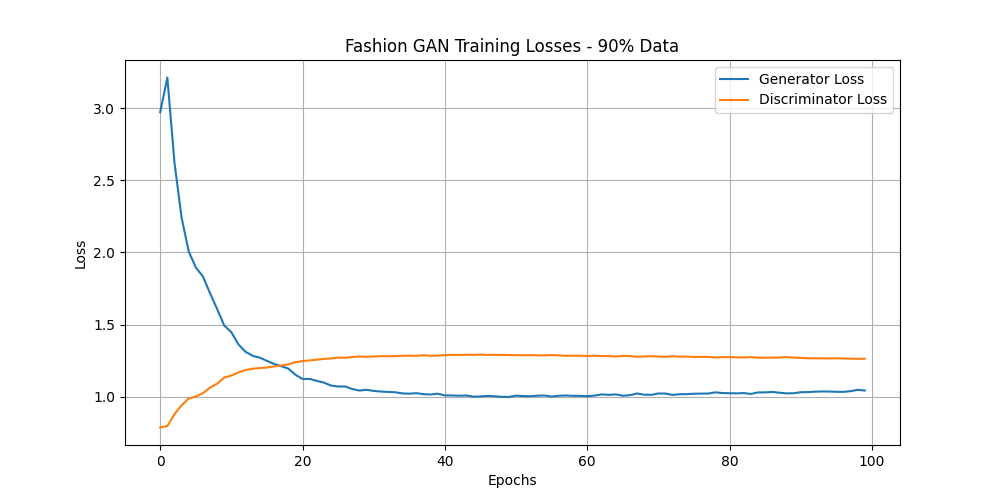 Fashion GAN Training Losses - 90% Data
Generator Loss
Discriminator Loss
3.0
2.5
2.0
1.5
1.0
Loss
0 20 40 60 80 100
Epochs